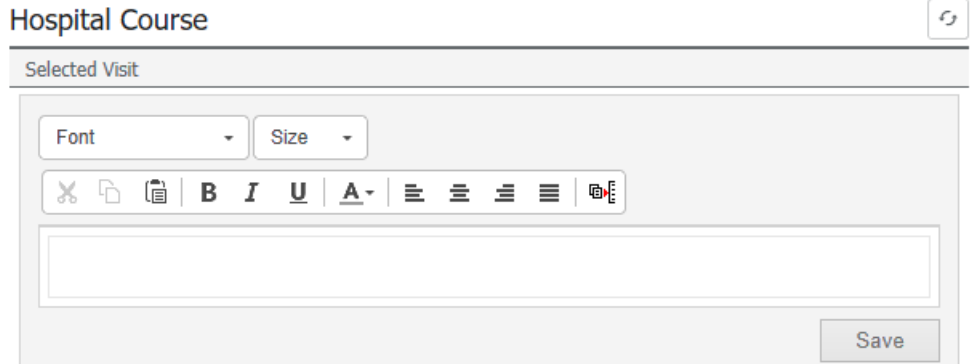 Hospital Course
Selected Visit
Font Size
B I U A
Save